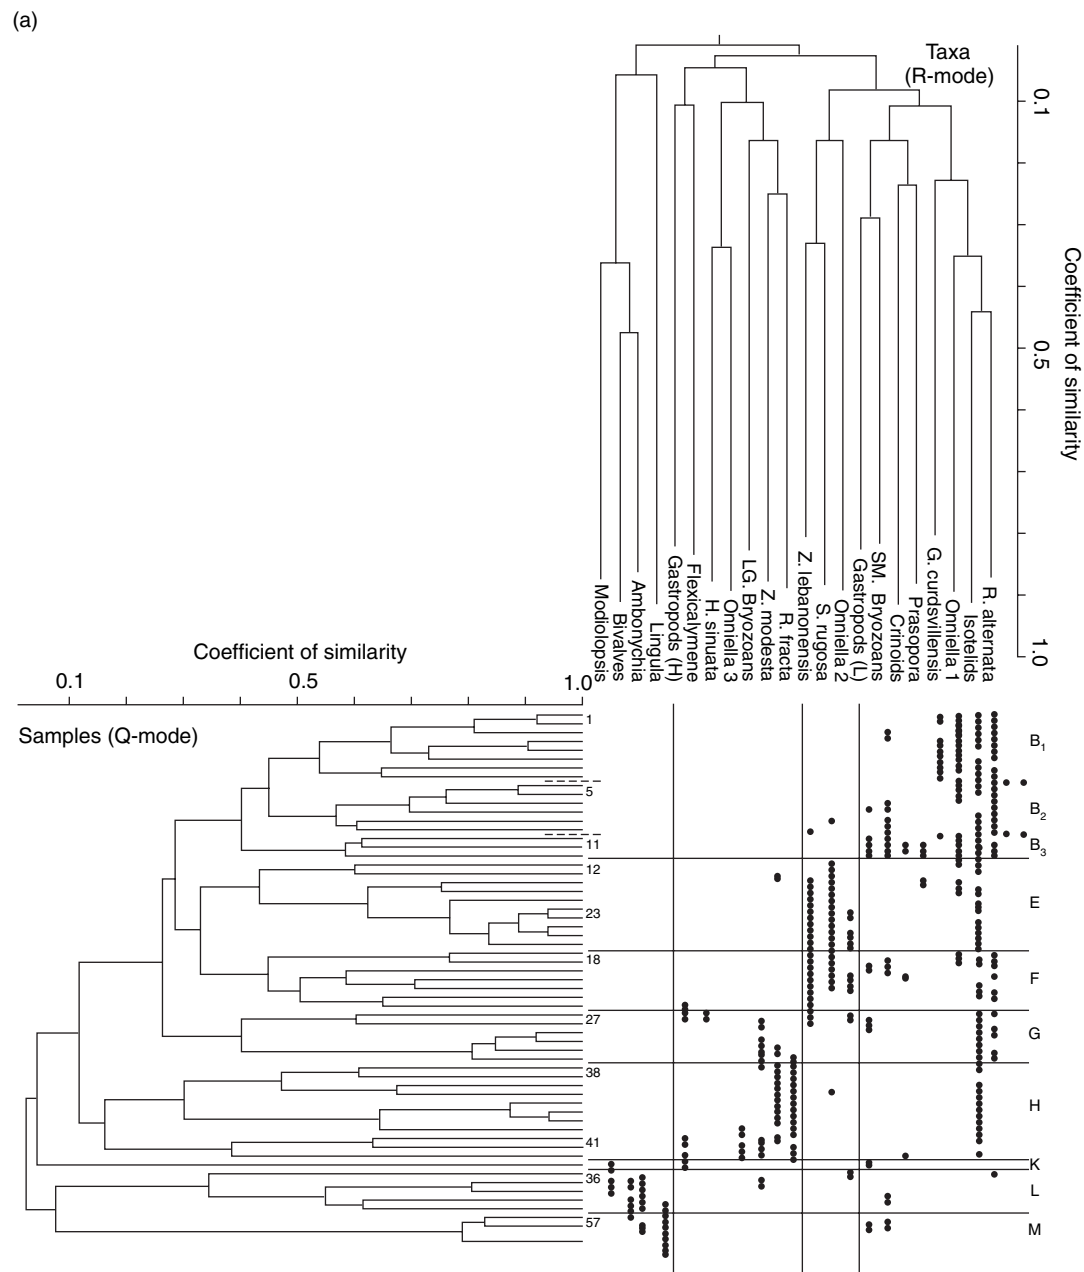 (a)
Taxa
(R-mode)
0.1
0.5
1.0
Coefficient of similarity
Modiolopsis
Bivalves
Ambonychia
Lingula
Gastropods (H)
Flexicalymene
H. sinuata
Onniella 3
LG. Bryozoans
Z. modesta
R. fracta
Z. lebanonensis
S. rugosa
Onniella 2
Gastropods (L)
SM. Bryozoans
Crinoids
Prasopora
G. curdsvillensis
Onniella 1
Isotelids
R. alternata
Coefficient of similarity
0.1 0.5 1.0
Samples (Q-mode)
1 B1
5 B2
11 B3
12
23 E
18 F
27 G
38 H
41
K
36 L
57 M